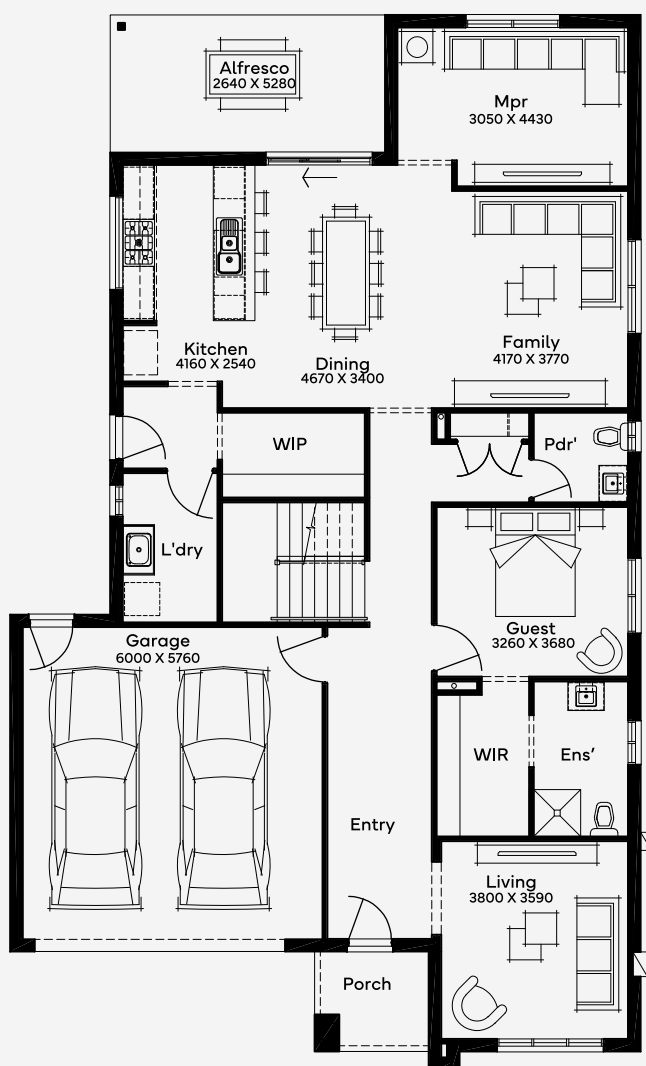 Alfresco
2640 X 5280
Mpr
3050 X 4430
Kitchen
4160 X 2540
Dining
4670 X 3400
Family
4170 X 3770
WIP
Pdr'
L'dry
Guest
3260 X 3680
Garage
6000 X 5760
WIR
Ens'
Entry
Living
3800 X 3590
Porch